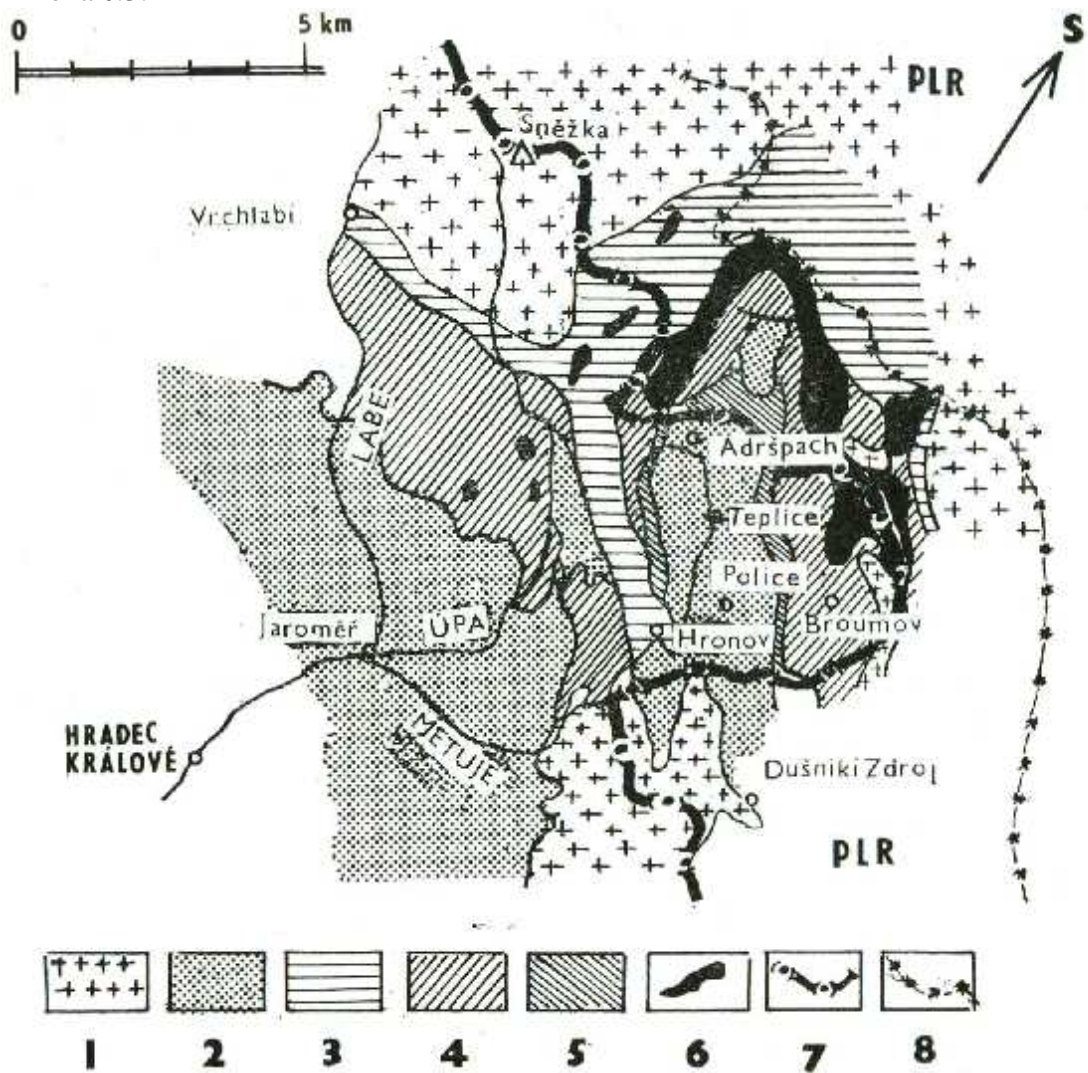 0 5 km
S
PLR
Sněžka
Vrchlabí
LABE
Adršpach
Teplice
Police
Broumov
Jaroměř
ÚPA
Hronov
HRADEC
KRÁLOVÉ
METUJE
Dušnikí Zdroj
PLR
1 2 3 4 5 6 7 8